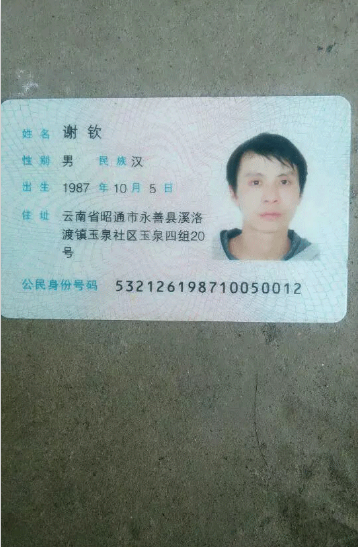 姓名 谢钦
性别 男 民族 汉
出生 1987 年 10 月 5 日
住址 云南省昭通市永善县溪洛
渡镇玉泉社区玉泉四组20
号
公民身份号码 532126198710050012